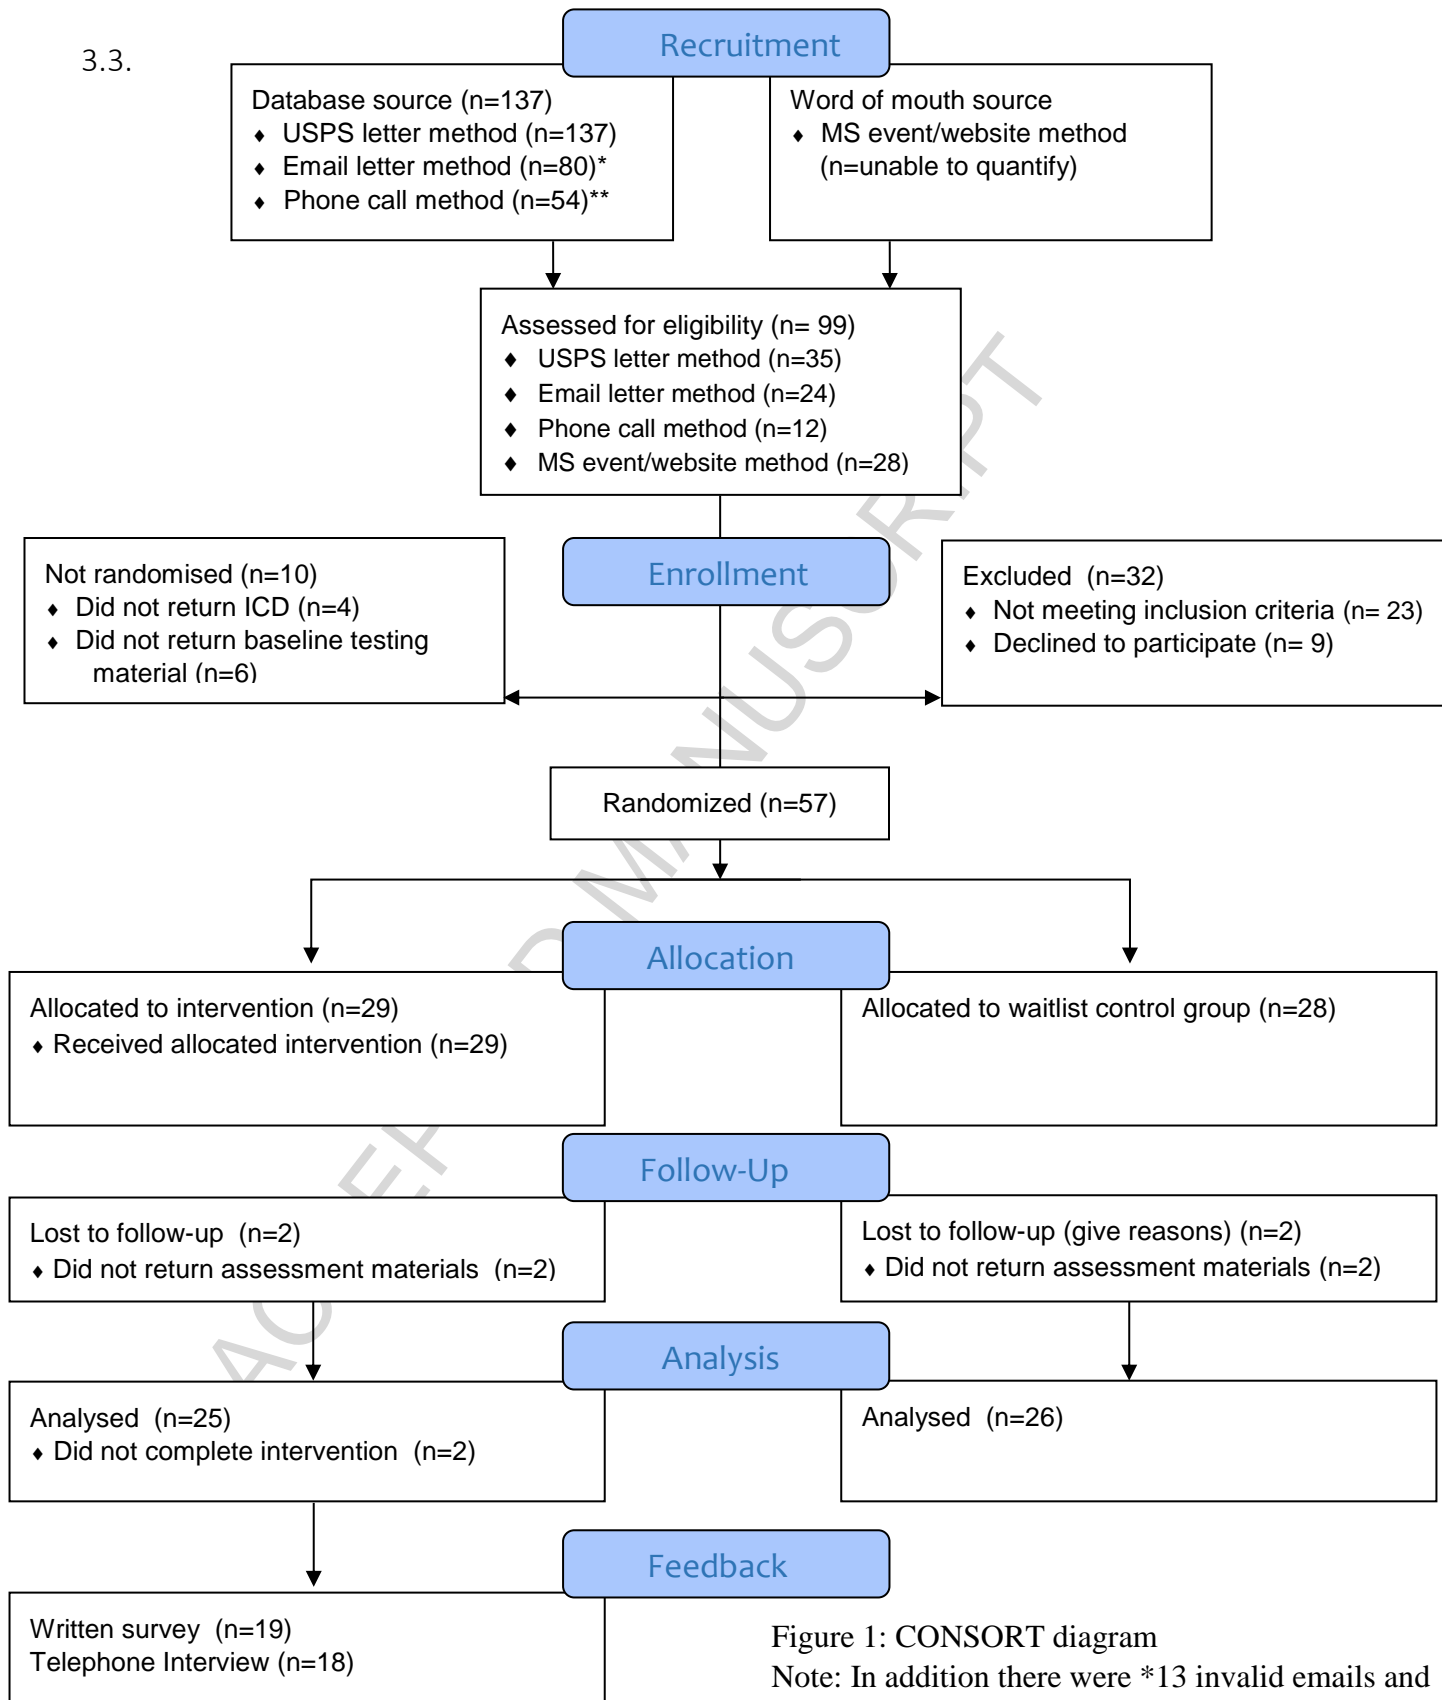 3.3.
Recruitment
Database source (n=137)
♦ USPS letter method (n=137)
♦ Email letter method (n=80)*
♦ Phone call method (n=54)**
Word of mouth source
♦ MS event/website method
(n=unable to quantify)
Assessed for eligibility (n= 99)
♦ USPS letter method (n=35)
♦ Email letter method (n=24)
♦ Phone call method (n=12)
♦ MS event/website method (n=28)
Enrollment
Not randomised (n=10)
♦ Did not return ICD (n=4)
♦ Did not return baseline testing
material (n=6)
Excluded (n=32)
♦ Not meeting inclusion criteria (n= 23)
♦ Declined to participate (n= 9)
Randomized (n=57)
Allocation
Allocated to intervention (n=29)
♦ Received allocated intervention (n=29)
Allocated to waitlist control group (n=28)
Follow-Up
Lost to follow-up (n=2)
♦ Did not return assessment materials (n=2)
Lost to follow-up (give reasons) (n=2)
♦ Did not return assessment materials (n=2)
Analysis
Analysed (n=25)
♦ Did not complete intervention (n=2)
Analysed (n=26)
Feedback
Written survey (n=19)
Telephone Interview (n=18)
Figure 1: CONSORT diagram
Note: In addition there were *13 invalid emails and
ACCEPTED MANUSCRIPT